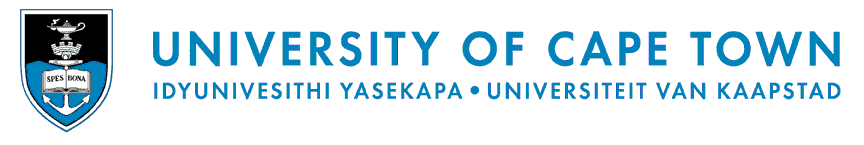 SPES BONA
UNIVERSITY OF CAPE TOWN
IDYUNIVESITHI YASEKAPA • UNIVERSITEIT VAN KAAPSTAD